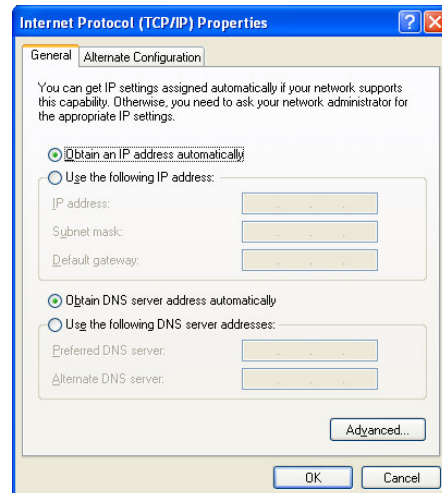 Internet Protocol (TCP/IP) Properties
General
Alternate Configuration
You can get IP settings assigned automatically if your network supports
this capability. Otherwise, you need to ask your network administrator for
the appropriate IP settings.
Obtain an IP address automatically
Use the following IP address:
IP address:
Subnet mask:
Default gateway:
Obtain DNS server address automatically
Use the following DNS server addresses:
Preferred DNS server:
Alternate DNS server:
Advanced...
OK
Cancel